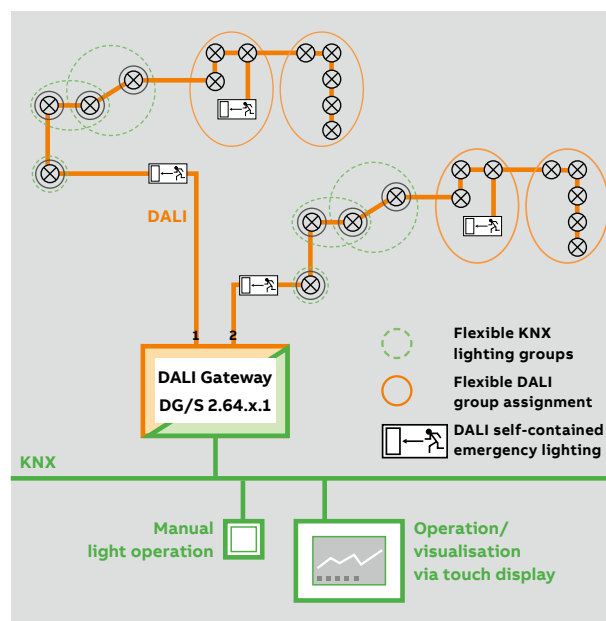 DALI
1 2
DALI Gateway
DG/S 2.64.x.1
Flexible KNX
lighting groups
Flexible DALI
group assignment
DALI self-contained
emergency lighting
KNX
Manual
light operation
Operation/
visualisation
via touch display